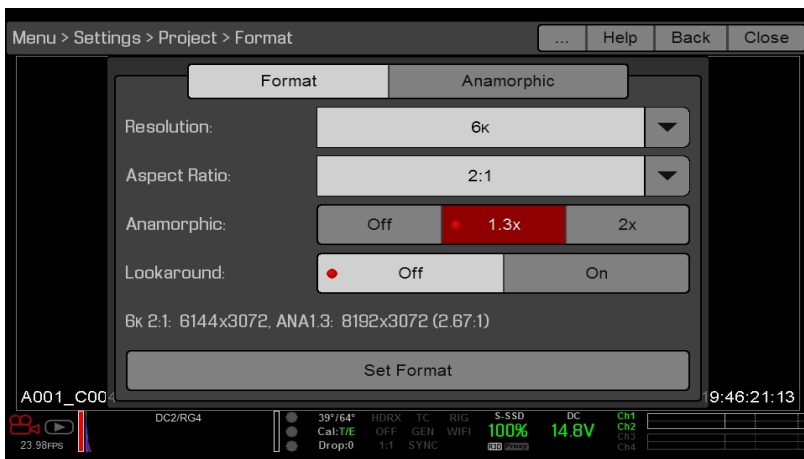 Menu > Settings > Project > Format ... Help Back Close
Format Anamorphic
Resolution: 6K
Aspect Ratio: 2:1
Anamorphic: Off 1.3x 2x
Lookaround: Off On
6K 2:1: 6144x3072, ANA1.3: 8192x3072 (2.67:1)
Set Format
A001_C00 9:46:21:13
DC2/RG4 39°/64° HDRX TC RIG S-SSD DC Ch1
Cal:T/E OFF GEN WIFI 100% 14.8V Ch2
23.98FPS Drop:0 1:1 SYNC R3D Proxy Ch3
Ch4